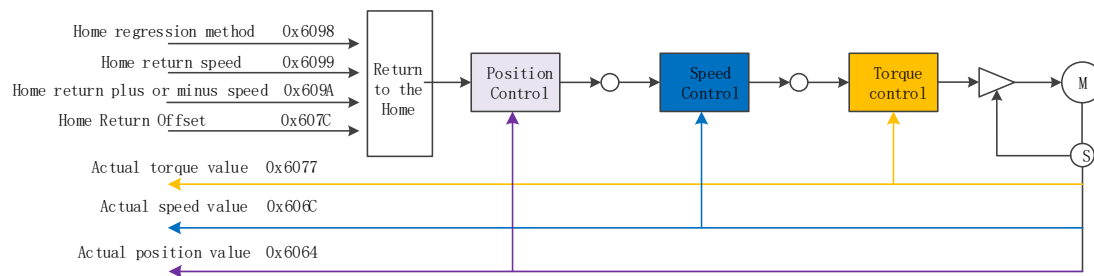 Home regression method 0x6098
Home return speed 0x6099
Home return plus or minus speed 0x609A
Home Return Offset 0x607C
Return
to the
Home
Position
Control
Speed
Control
Torque
control
M
S
Actual torque value 0x6077
Actual speed value 0x606C
Actual position value 0x6064